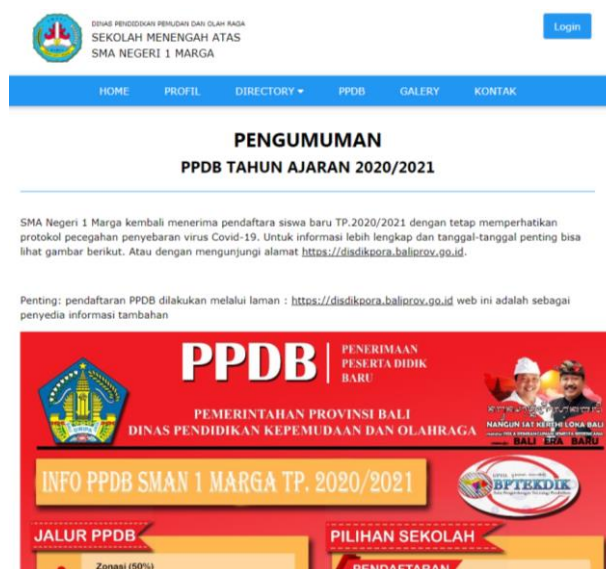 DINAS PENDIDIKAN PEMUDAN DAN OLAH RAGA
SEKOLAH MENENGAH ATAS
SMA NEGERI 1 MARGA
Login
HOME PROFIL DIRECTORY PPDB GALERY KONTAK
PENGUMUMAN
PPDB TAHUN AJARAN 2020/2021
SMA Negeri 1 Marga kembali menerima pendaftara siswa baru TP.2020/2021 dengan tetap memperhatikan
protokol pecegahan penyebaran virus Covid-19. Untuk informasi lebih lengkap dan tanggal-tanggal penting bisa
lihat gambar berikut. Atau dengan mengunjungi alamat https://disdikpora.baliprov.go.id.
Penting: pendaftaran PPDB dilakukan melalui laman : https://disdikpora.baliprov.go.id web ini adalah sebagai
penyedia informasi tambahan
PPDB
PENERIMAAN
PESERTA DIDIK
BARU
PEMERINTAHAN PROVINSI BALI
DINAS PENDIDIKAN KEPEMUDAAN DAN OLAHRAGA
NANGUN SAT KERTHI LOKA BALI
BALI ERA BARU
INFO PPDB SMAN 1 MARGA TP. 2020/2021
BPTEKDIK
JALUR PPDB
PILIHAN SEKOLAH
Zonasi (50%)
PENDAFTARAN